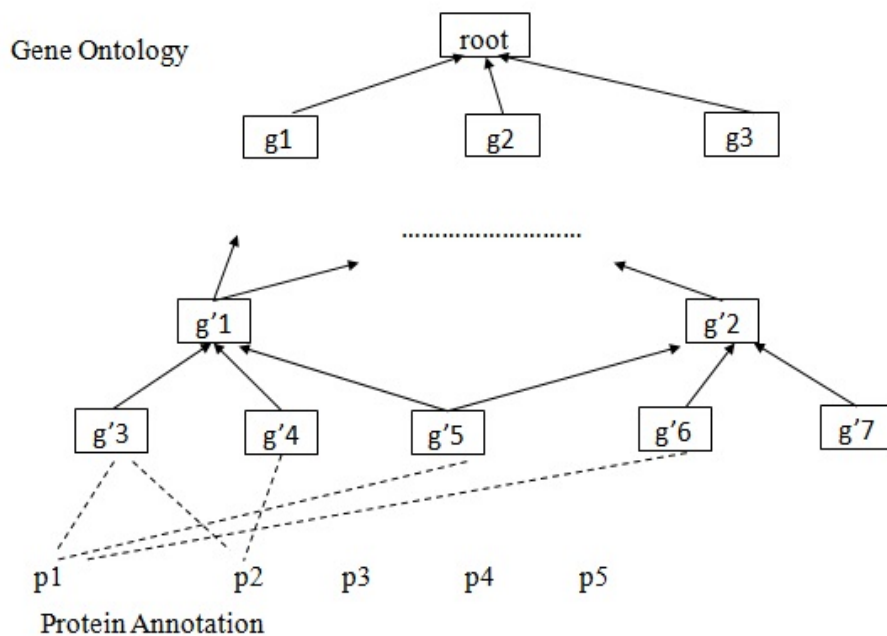 root
Gene Ontology
g1 g2 g3
...........................
g’1 g’2
g’3 g’4 g’5 g’6 g’7
p1 p2 p3 p4 p5
Protein Annotation